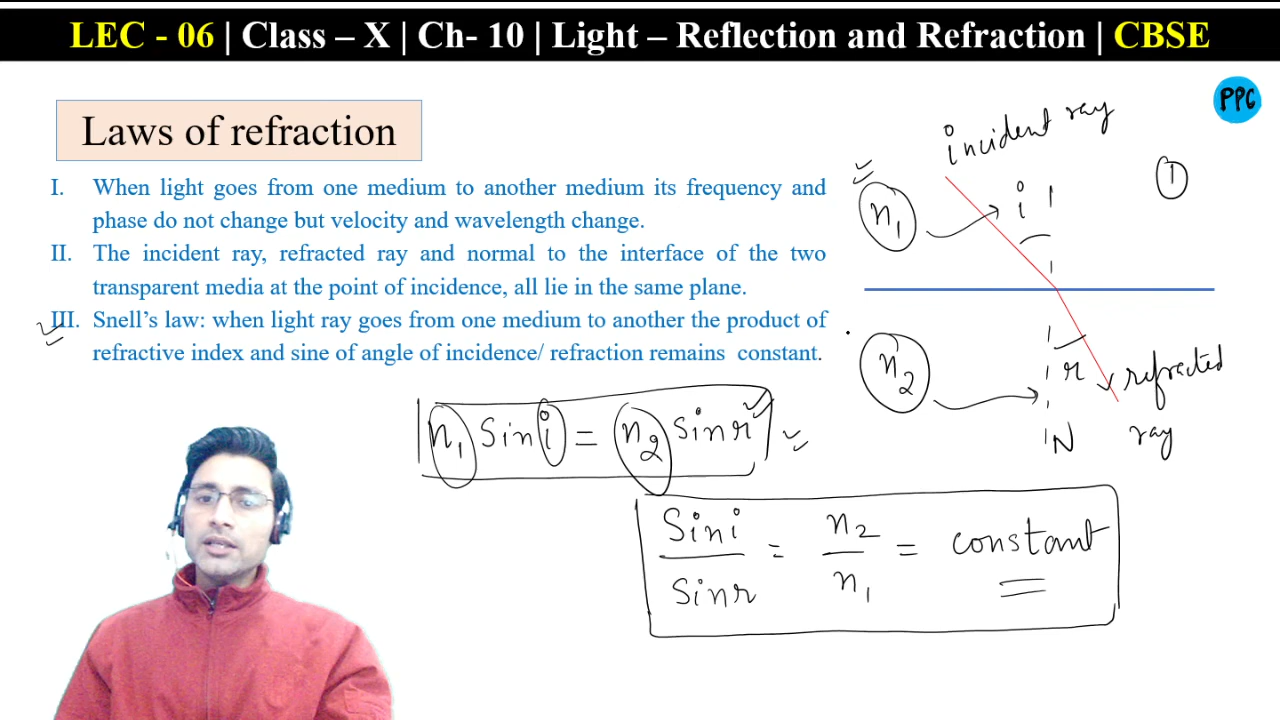 LEC - 06 | Class – X | Ch- 10 | Light – Reflection and Refraction | CBSE
PPC
Laws of refraction
I. When light goes from one medium to another medium its frequency and
phase do not change but velocity and wavelength change.
II. The incident ray, refracted ray and normal to the interface of the two
transparent media at the point of incidence, all lie in the same plane.
III. Snell’s law: when light ray goes from one medium to another the product of
refractive index and sine of angle of incidence/ refraction remains constant.
incident ray
1
n₁
i
n₂
r
refracted
ray
N
n₁ Sin i = n₂ Sin r
Sin i / Sin r = n₂ / n₁ = constant